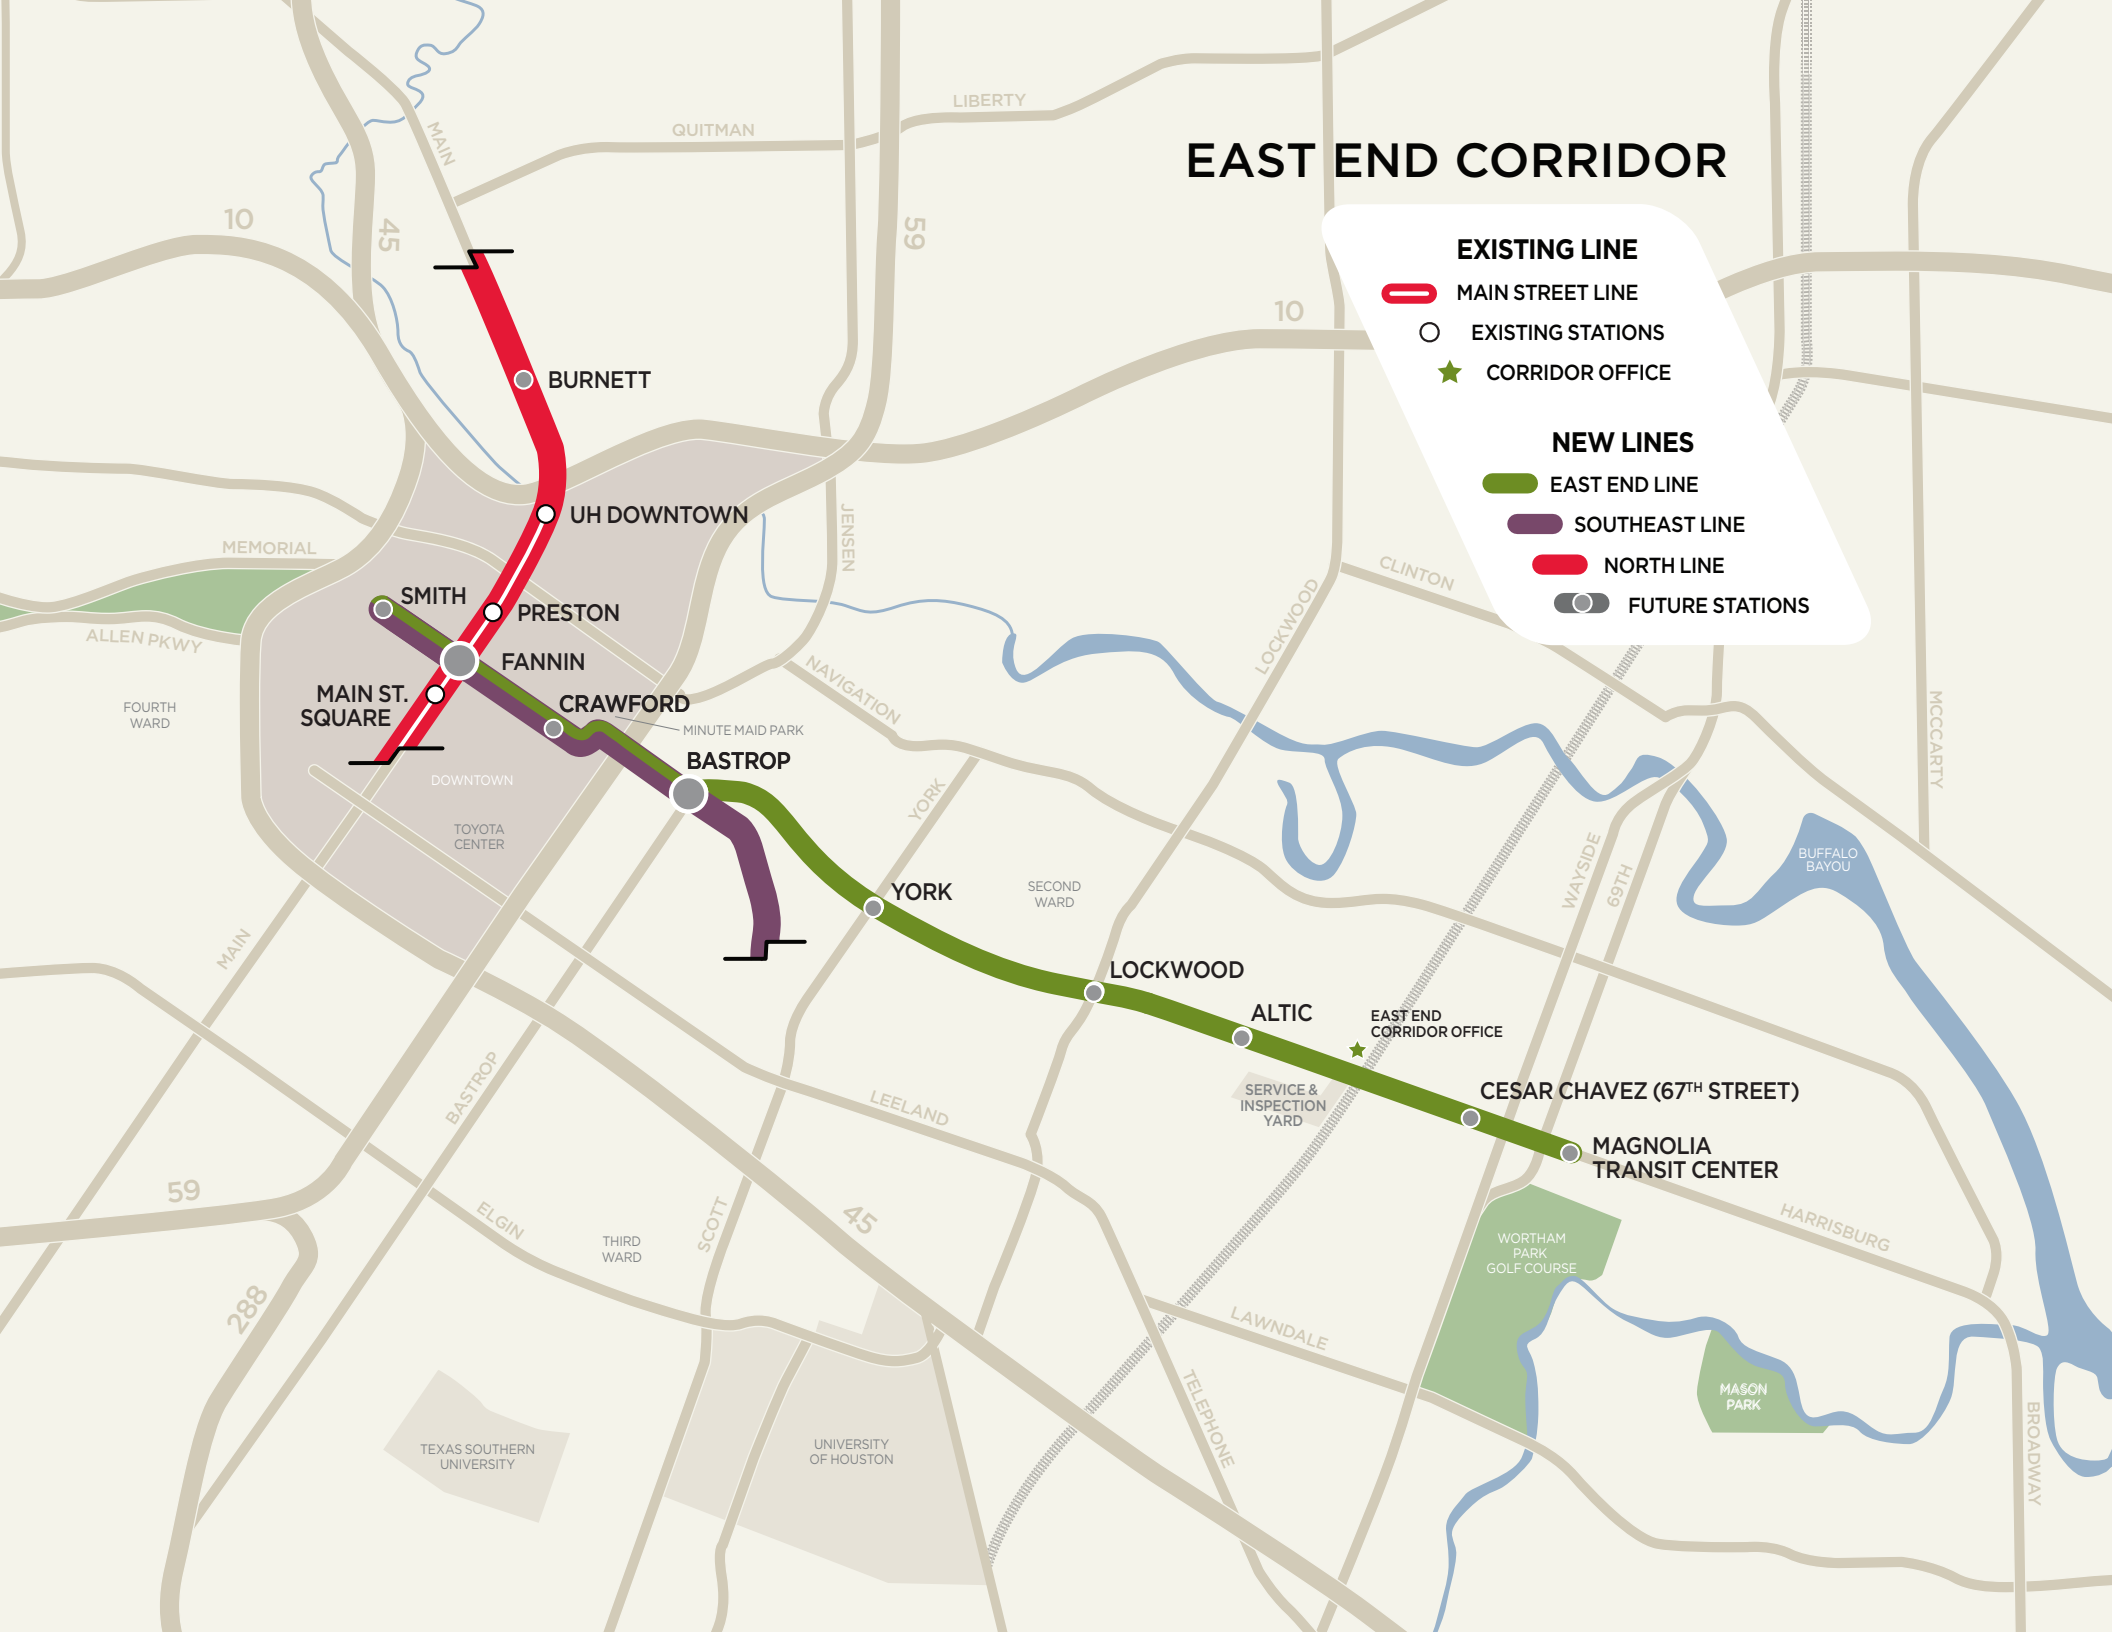 EAST END CORRIDOR
EXISTING LINE
MAIN STREET LINE
EXISTING STATIONS
CORRIDOR OFFICE
NEW LINES
EAST END LINE
SOUTHEAST LINE
NORTH LINE
FUTURE STATIONS
LIBERTY
QUITMAN
MAIN
10
45
59
10
BURNETT
UH DOWNTOWN
JENSEN
MEMORIAL
SMITH
PRESTON
ALLEN PKWY
FANNIN
MAIN ST.
SQUARE
CRAWFORD
MINUTE MAID PARK
BASTROP
FOURTH
WARD
DOWNTOWN
TOYOTA
CENTER
NAVIGATION
LOCKWOOD
CLINTON
MCCARTY
YORK
YORK
SECOND
WARD
WAYSIDE
69TH
BUFFALO
BAYOU
MAIN
LOCKWOOD
ALTIC
EAST END
CORRIDOR OFFICE
SERVICE &
INSPECTION
YARD
CESAR CHAVEZ (67TH STREET)
MAGNOLIA
TRANSIT CENTER
BASTROP
LEELAND
59
ELGIN
SCOTT
45
THIRD
WARD
288
HARRISBURG
WORTHAM
PARK
GOLF COURSE
LAWNDALE
TELEPHONE
MASON
PARK
BROADWAY
TEXAS SOUTHERN
UNIVERSITY
UNIVERSITY
OF HOUSTON